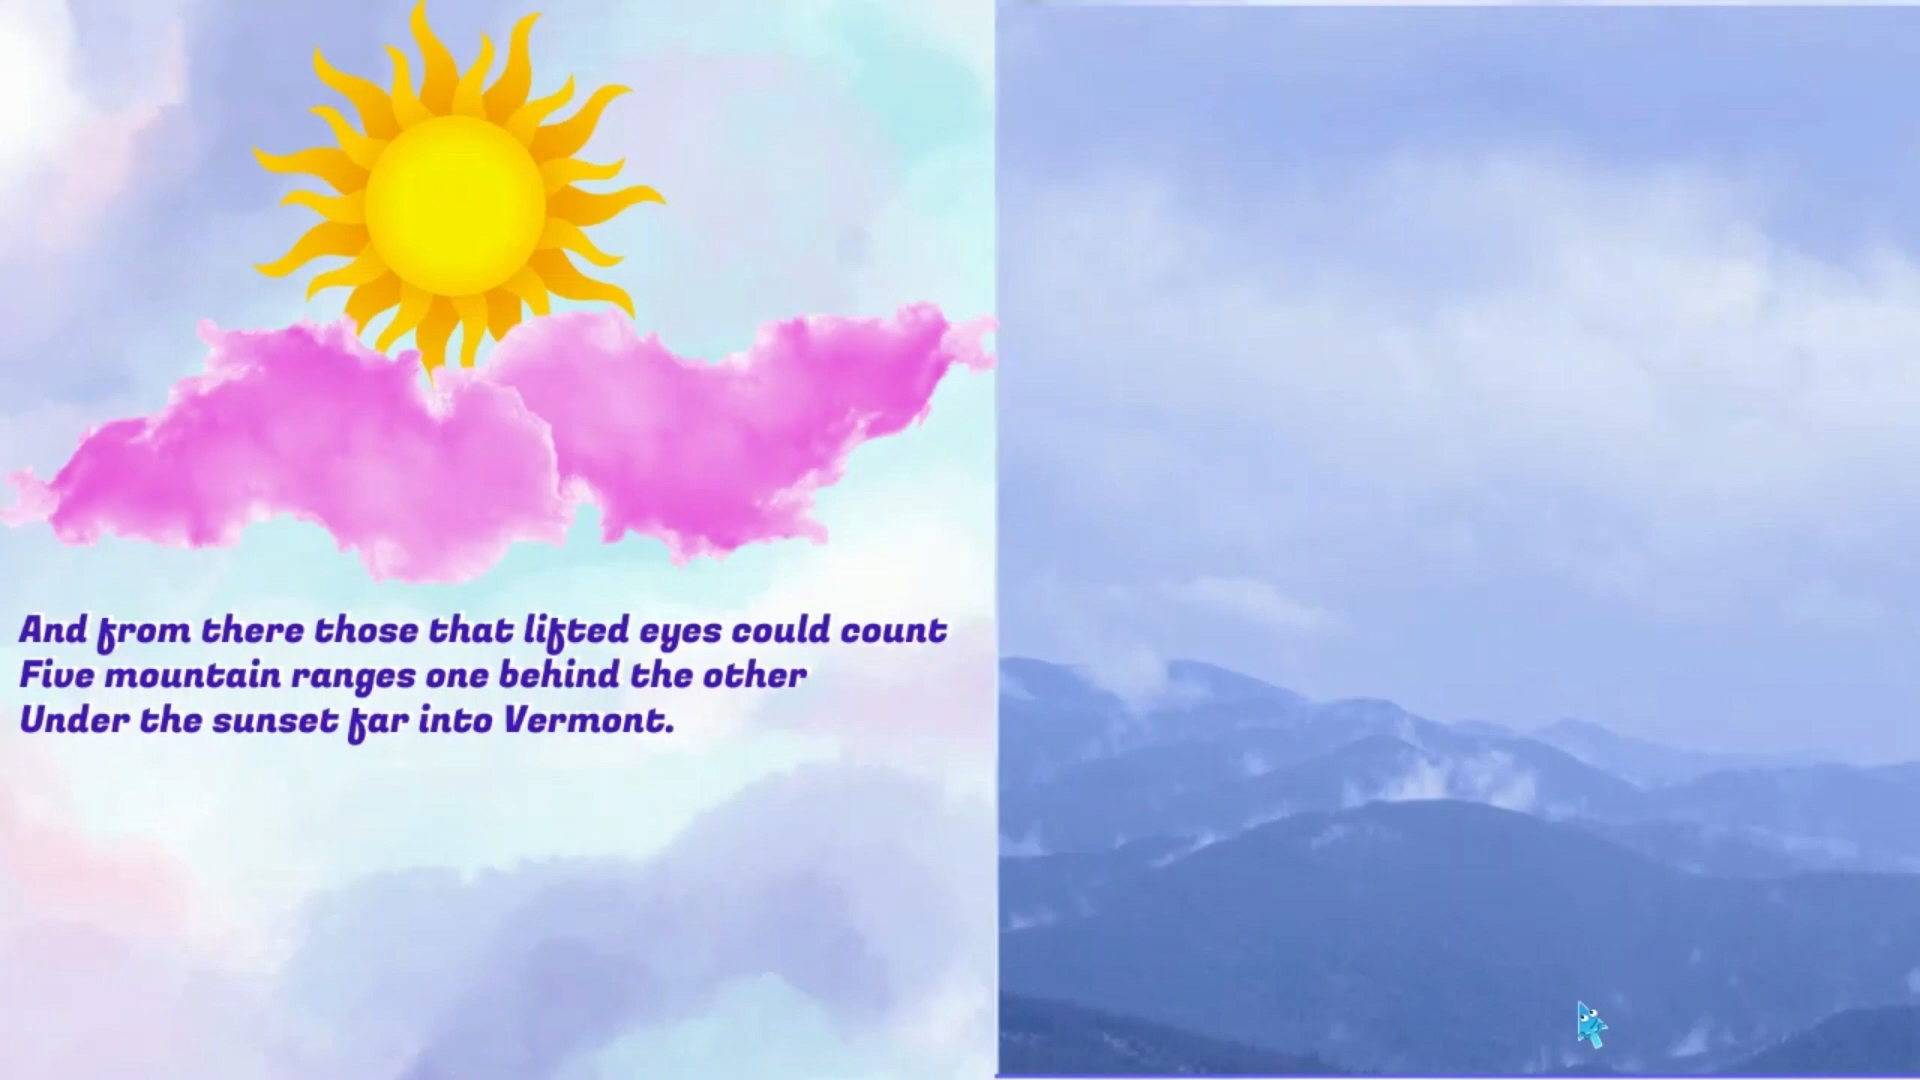 And from there those that lifted eyes could count
Five mountain ranges one behind the other
Under the sunset far into Vermont.